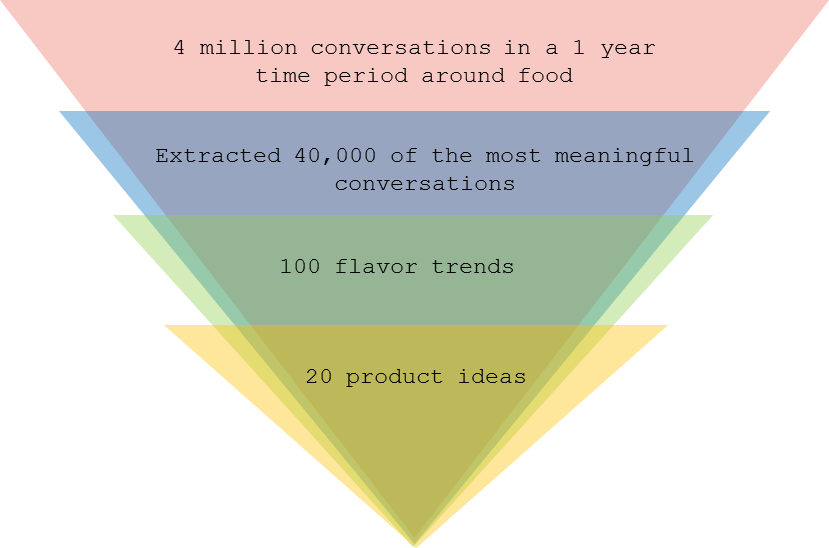 4 million conversations in a 1 year
time period around food
Extracted 40,000 of the most meaningful
conversations
100 flavor trends
20 product ideas